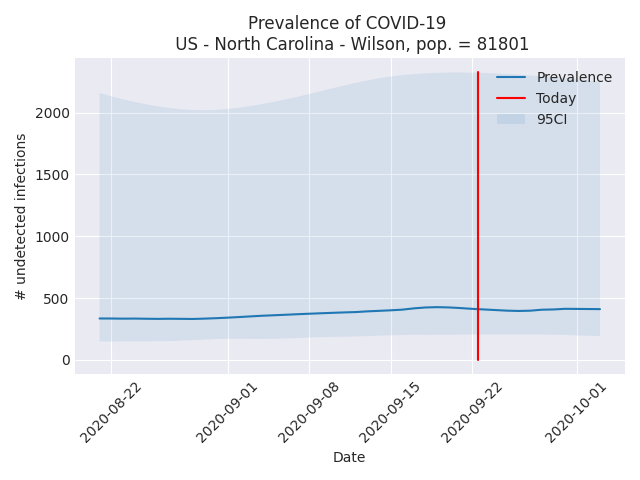 Prevalence of COVID-19
US - North Carolina - Wilson, pop. = 81801
Prevalence
Today
95CI
2000
1500
1000
500
0
# undetected infections
2020-08-22
2020-09-01
2020-09-08
2020-09-15
2020-09-22
2020-10-01
Date